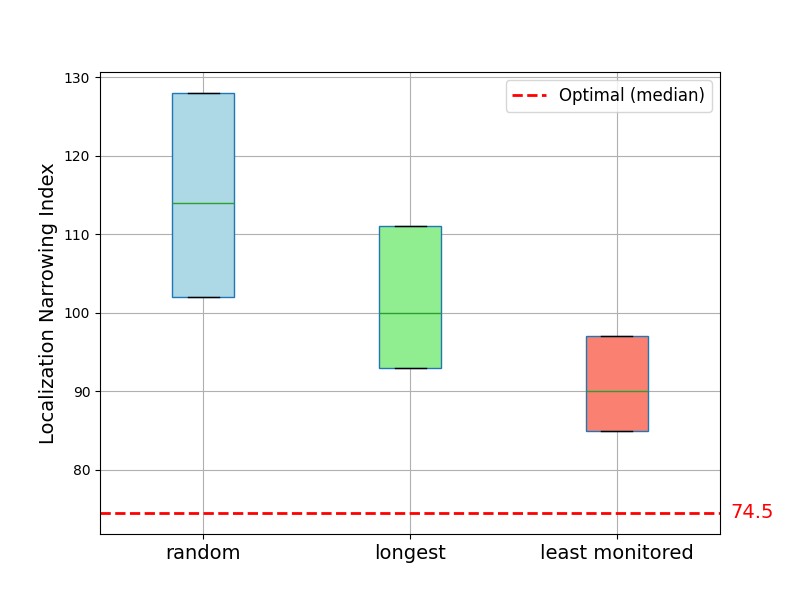 Localization Narrowing Index
130
120
110
100
90
80
Optimal (median)
74.5
random
longest
least monitored